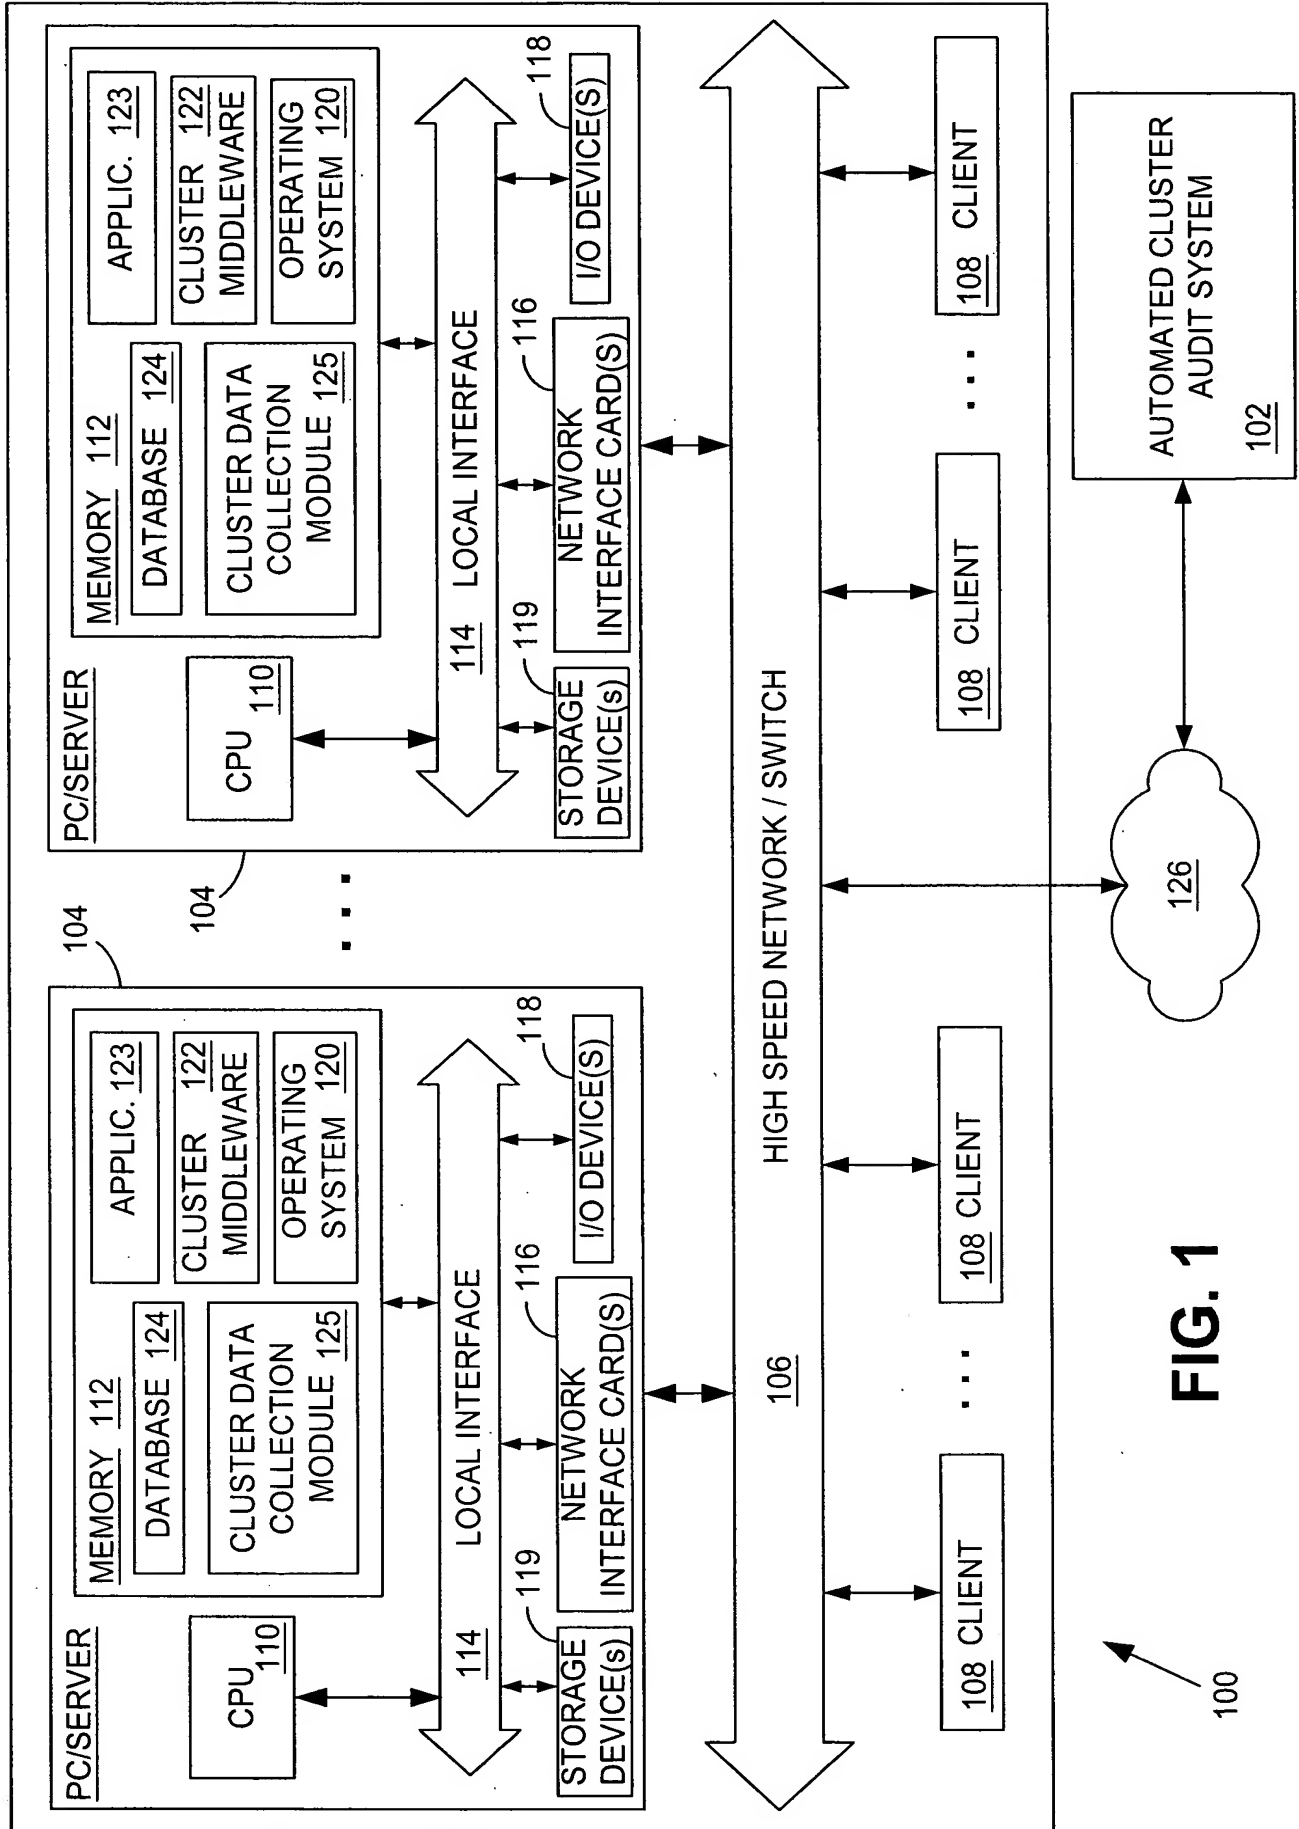 104
104
PC/SERVER
MEMORY 112
DATABASE 124
CLUSTER DATA
COLLECTION
MODULE 125
APPLIC. 123
CLUSTER 122
MIDDLEWARE
OPERATING
SYSTEM 120
CPU
110
114
LOCAL INTERFACE
119
STORAGE
DEVICE(s)
116
NETWORK
INTERFACE CARD(S)
118
I/O DEVICE(S)
. . .
PC/SERVER
MEMORY 112
DATABASE 124
CLUSTER DATA
COLLECTION
MODULE 125
APPLIC. 123
CLUSTER 122
MIDDLEWARE
OPERATING
SYSTEM 120
CPU
110
114 LOCAL INTERFACE
119
STORAGE
DEVICE(s)
116
NETWORK
INTERFACE CARD(S)
118
I/O DEVICE(S)
106
HIGH SPEED NETWORK / SWITCH
108 CLIENT
. . .
108 CLIENT
108 CLIENT
. . .
108 CLIENT
126
AUTOMATED CLUSTER
AUDIT SYSTEM
102
100
FIG. 1